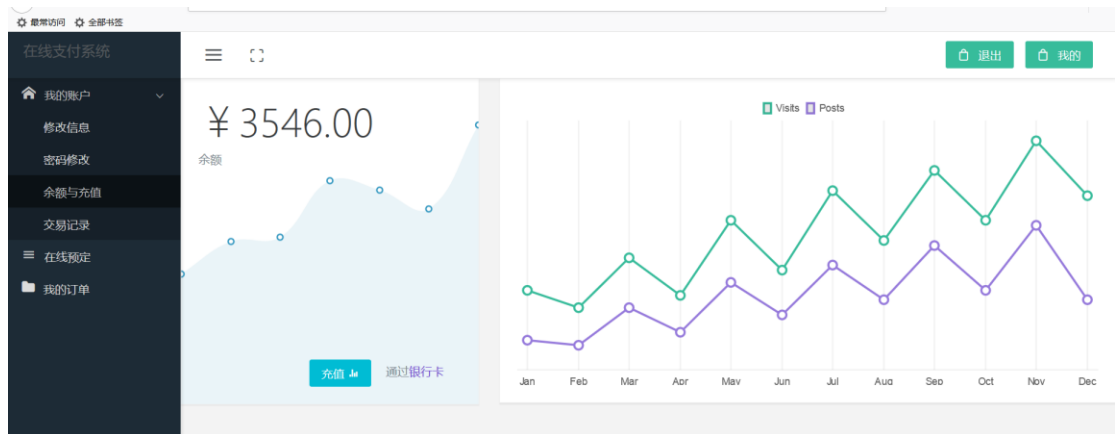 最常访问 全部书签
在线支付系统
退出 我的
我的账户
修改信息
密码修改
余额与充值
交易记录
在线预定
我的订单
￥3546.00
余额
充值 通过银行卡
Visits Posts
Jan Feb Mar Apr May Jun Jul Aug Sep Oct Nov Dec